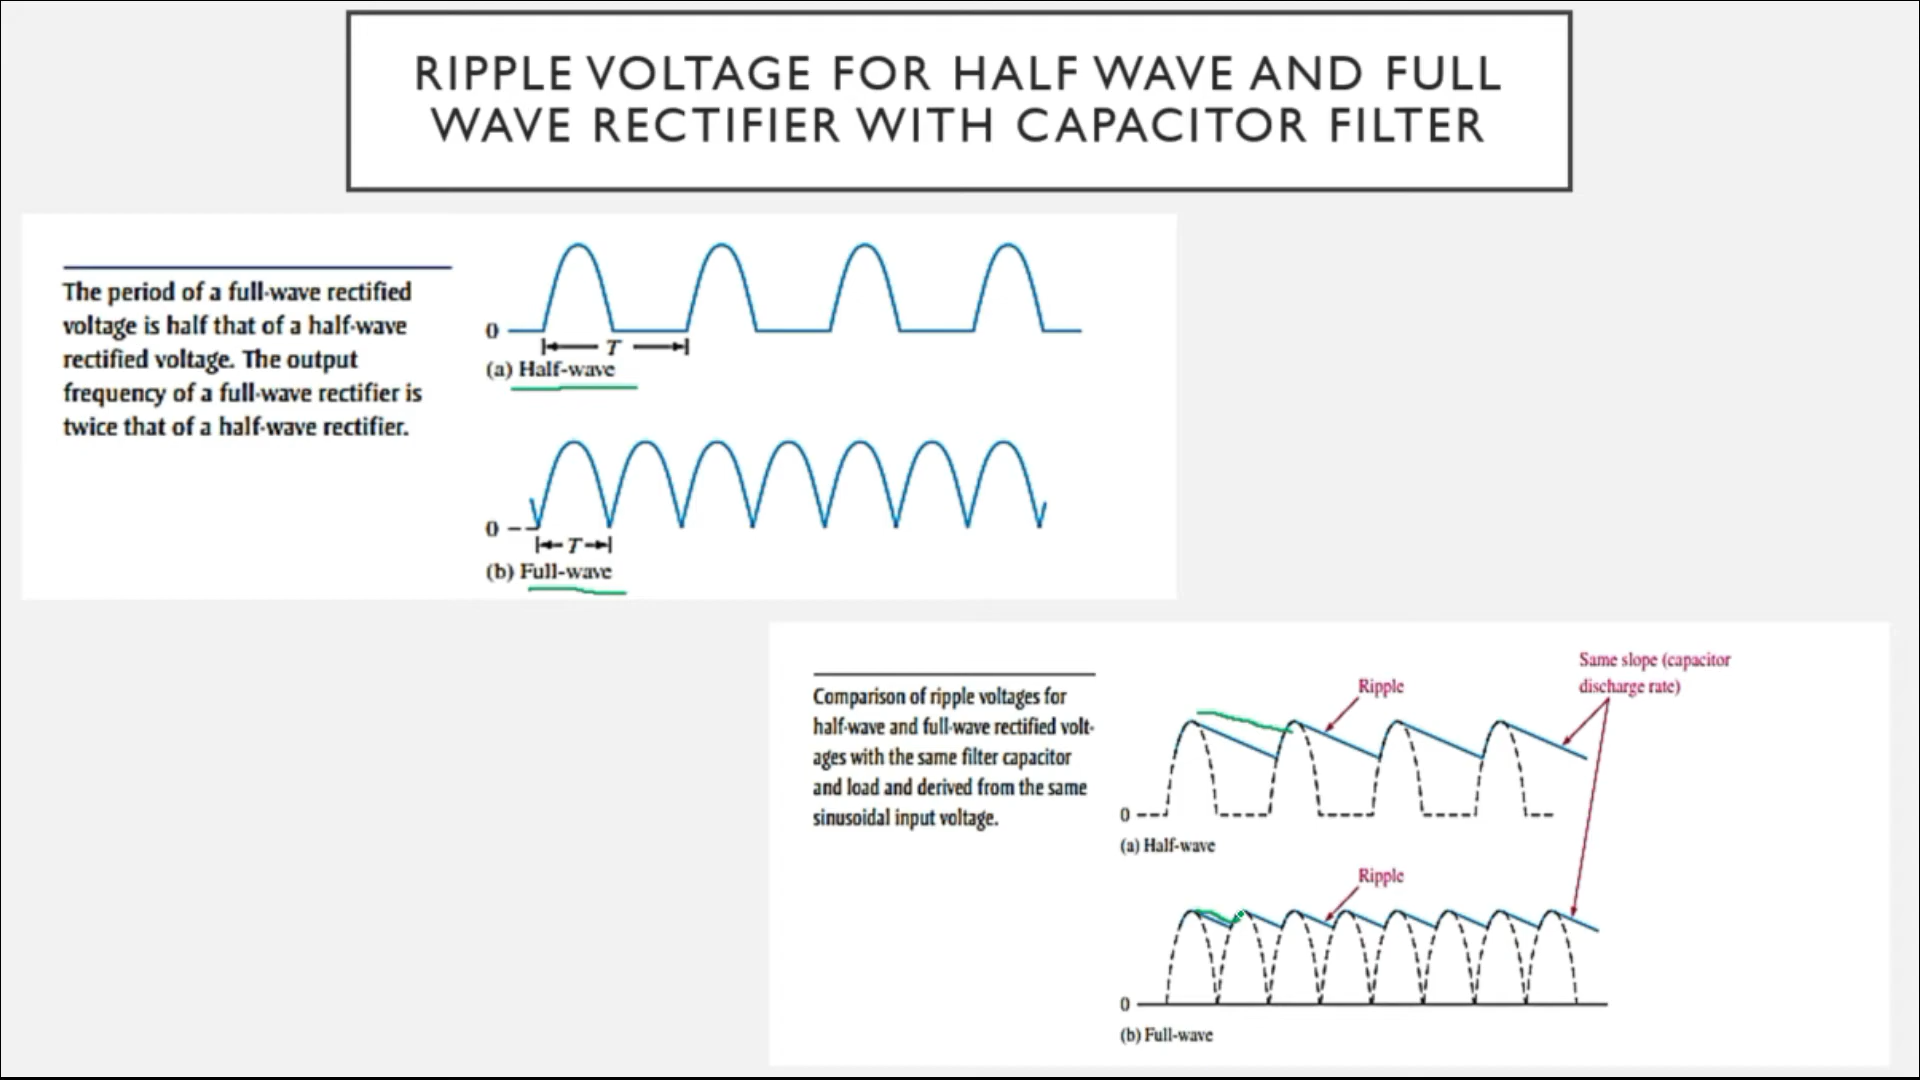 RIPPLE VOLTAGE FOR HALF WAVE AND FULL
WAVE RECTIFIER WITH CAPACITOR FILTER
The period of a full-wave rectified
voltage is half that of a half-wave
rectified voltage. The output
frequency of a full-wave rectifier is
twice that of a half-wave rectifier.
0
T
(a) Half-wave
0
T
(b) Full-wave
Comparison of ripple voltages for
half-wave and full-wave rectified volt-
ages with the same filter capacitor
and load and derived from the same
sinusoidal input voltage.
Same slope (capacitor
discharge rate)
Ripple
0
(a) Half-wave
Ripple
0
(b) Full-wave